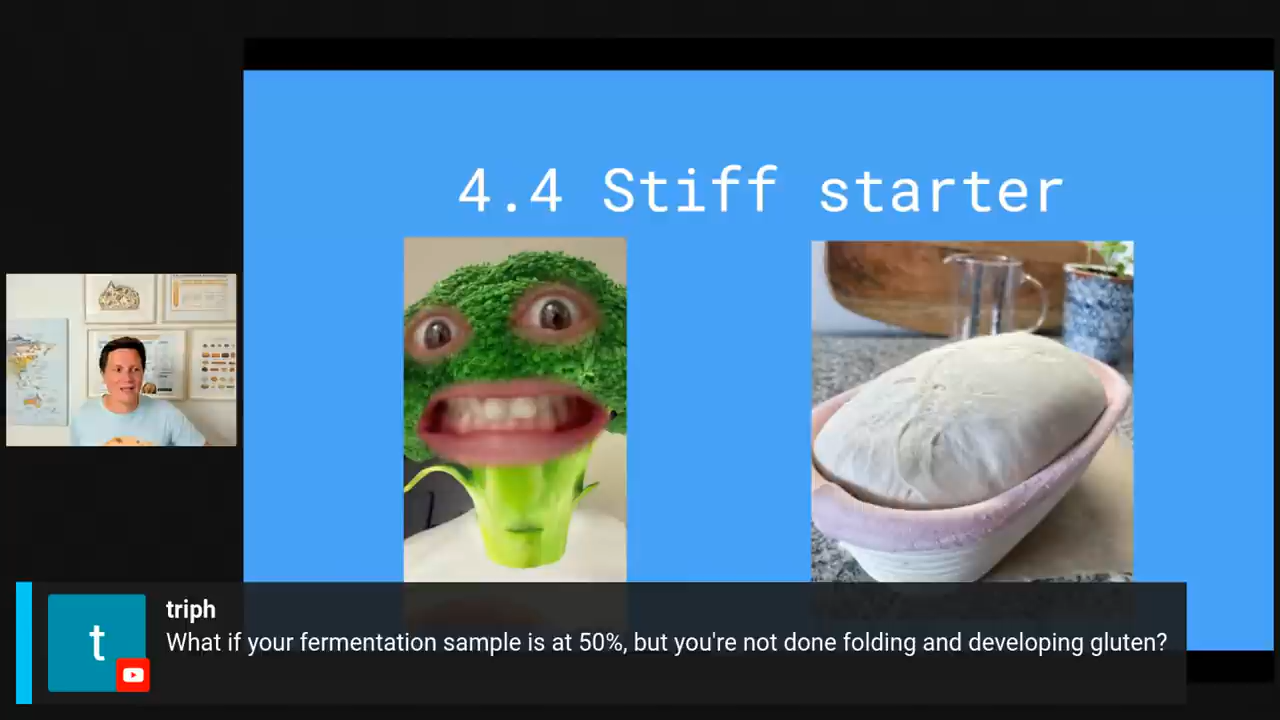 4.4 Stiff starter
t
triph
What if your fermentation sample is at 50%, but you're not done folding and developing gluten?